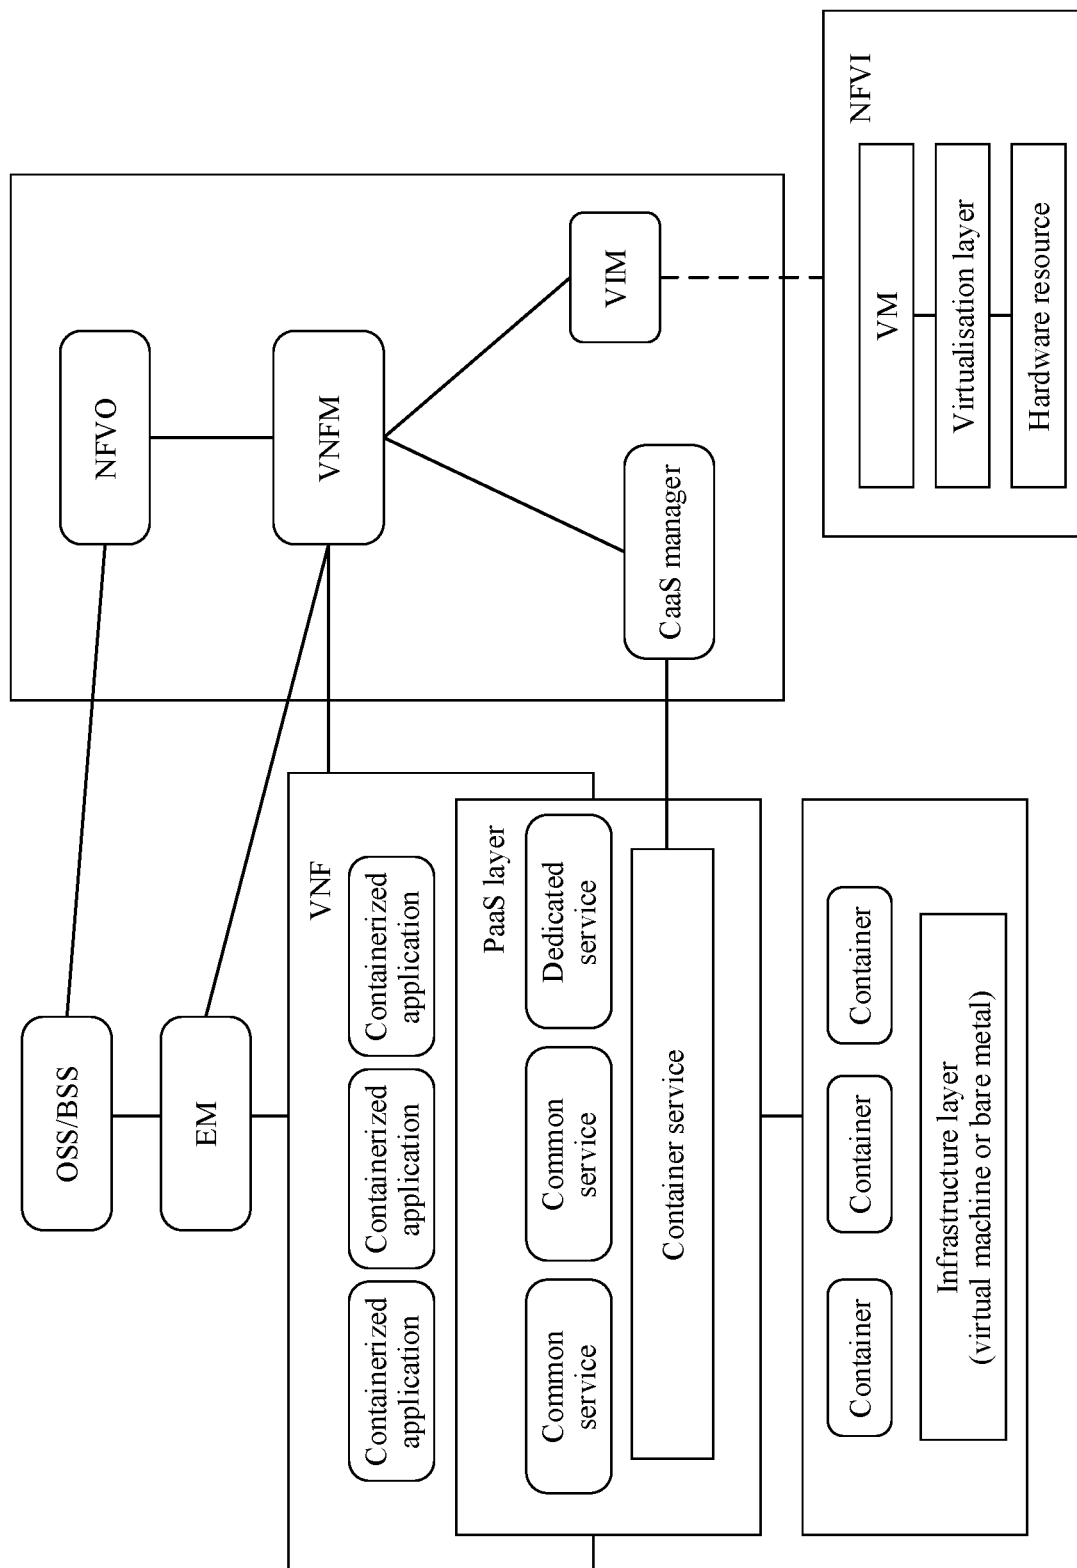 OSS/BSS
NFVO
EM
VNFM
VNF
Containerized
application
Containerized
application
Containerized
application
PaaS layer
Common
service
Common
service
Dedicated
service
Container service
CaaS manager
VIM
Container
Container
Container
Infrastructure layer
(virtual machine or bare metal)
NFVI
VM
Virtualisation layer
Hardware resource